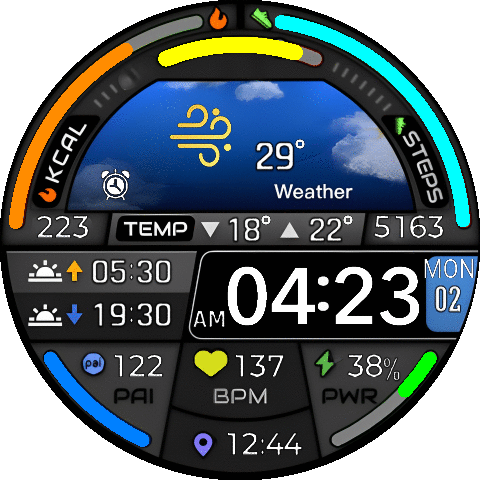 KCAL
STEPS
29°
Weather
223
TEMP 18° 22°
5163
05:30
19:30
AM 04:23
MON
02
pai 122
PAI
137
BPM
38%
PWR
12:44